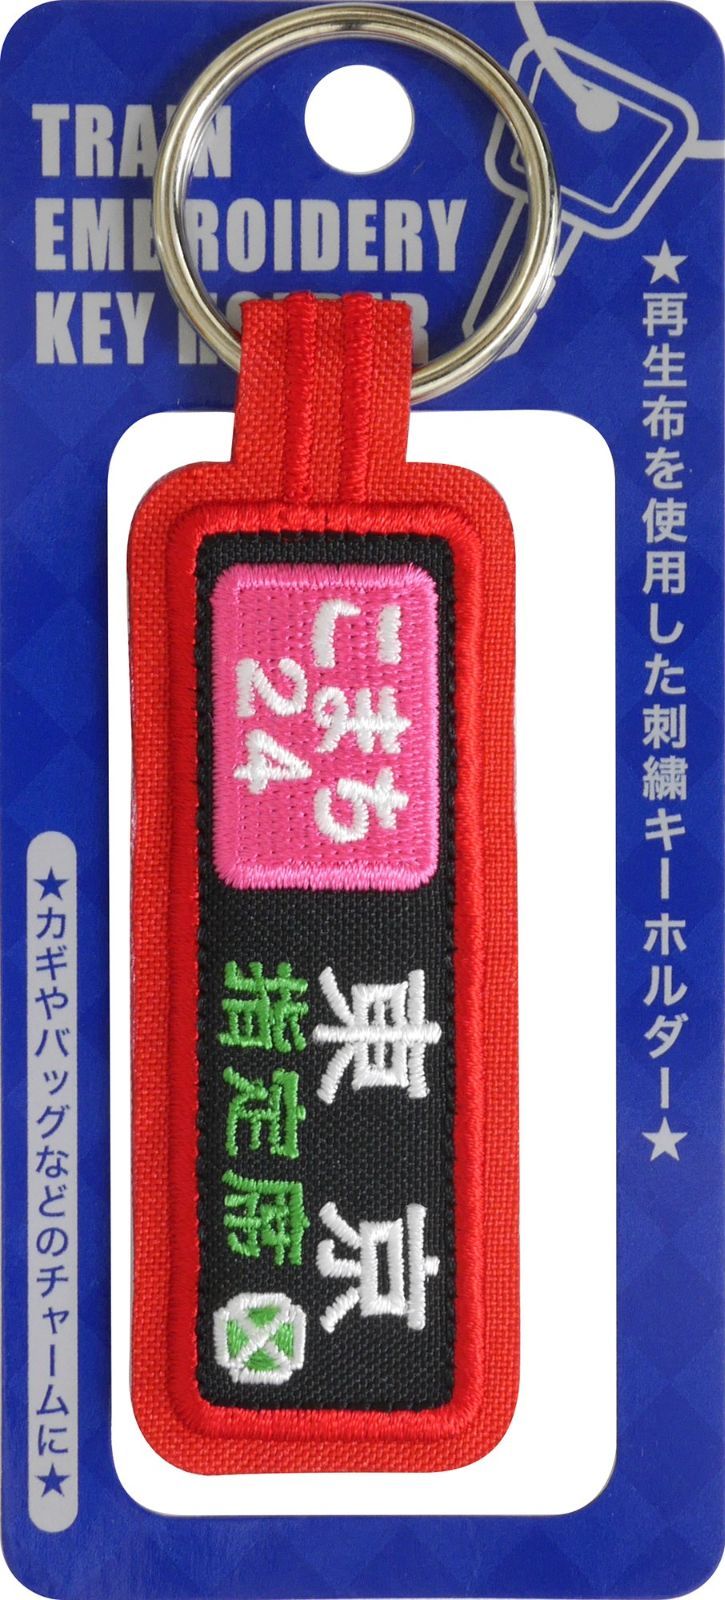 TRAIN
EMBROIDERY
KEY HOLDER
★再生布を使用した刺繍キーホルダー★
こまち
24
東京
指定席
★カギやバッグなどのチャームに★